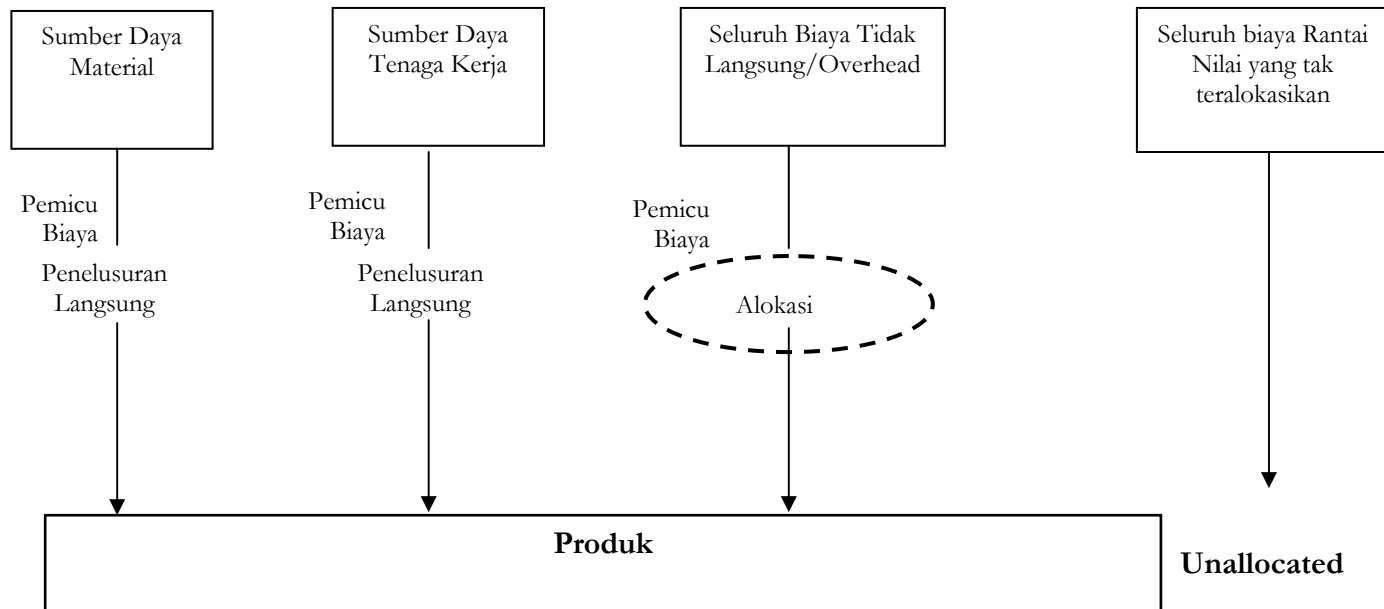 Sumber Daya
Material
Sumber Daya
Tenaga Kerja
Seluruh Biaya Tidak
Langsung/Overhead
Seluruh biaya Rantai
Nilai yang tak
teralokasikan
Pemicu
Biaya
Pemicu
Biaya
Pemicu
Biaya
Penelusuran
Langsung
Penelusuran
Langsung
Alokasi
Produk
Unallocated